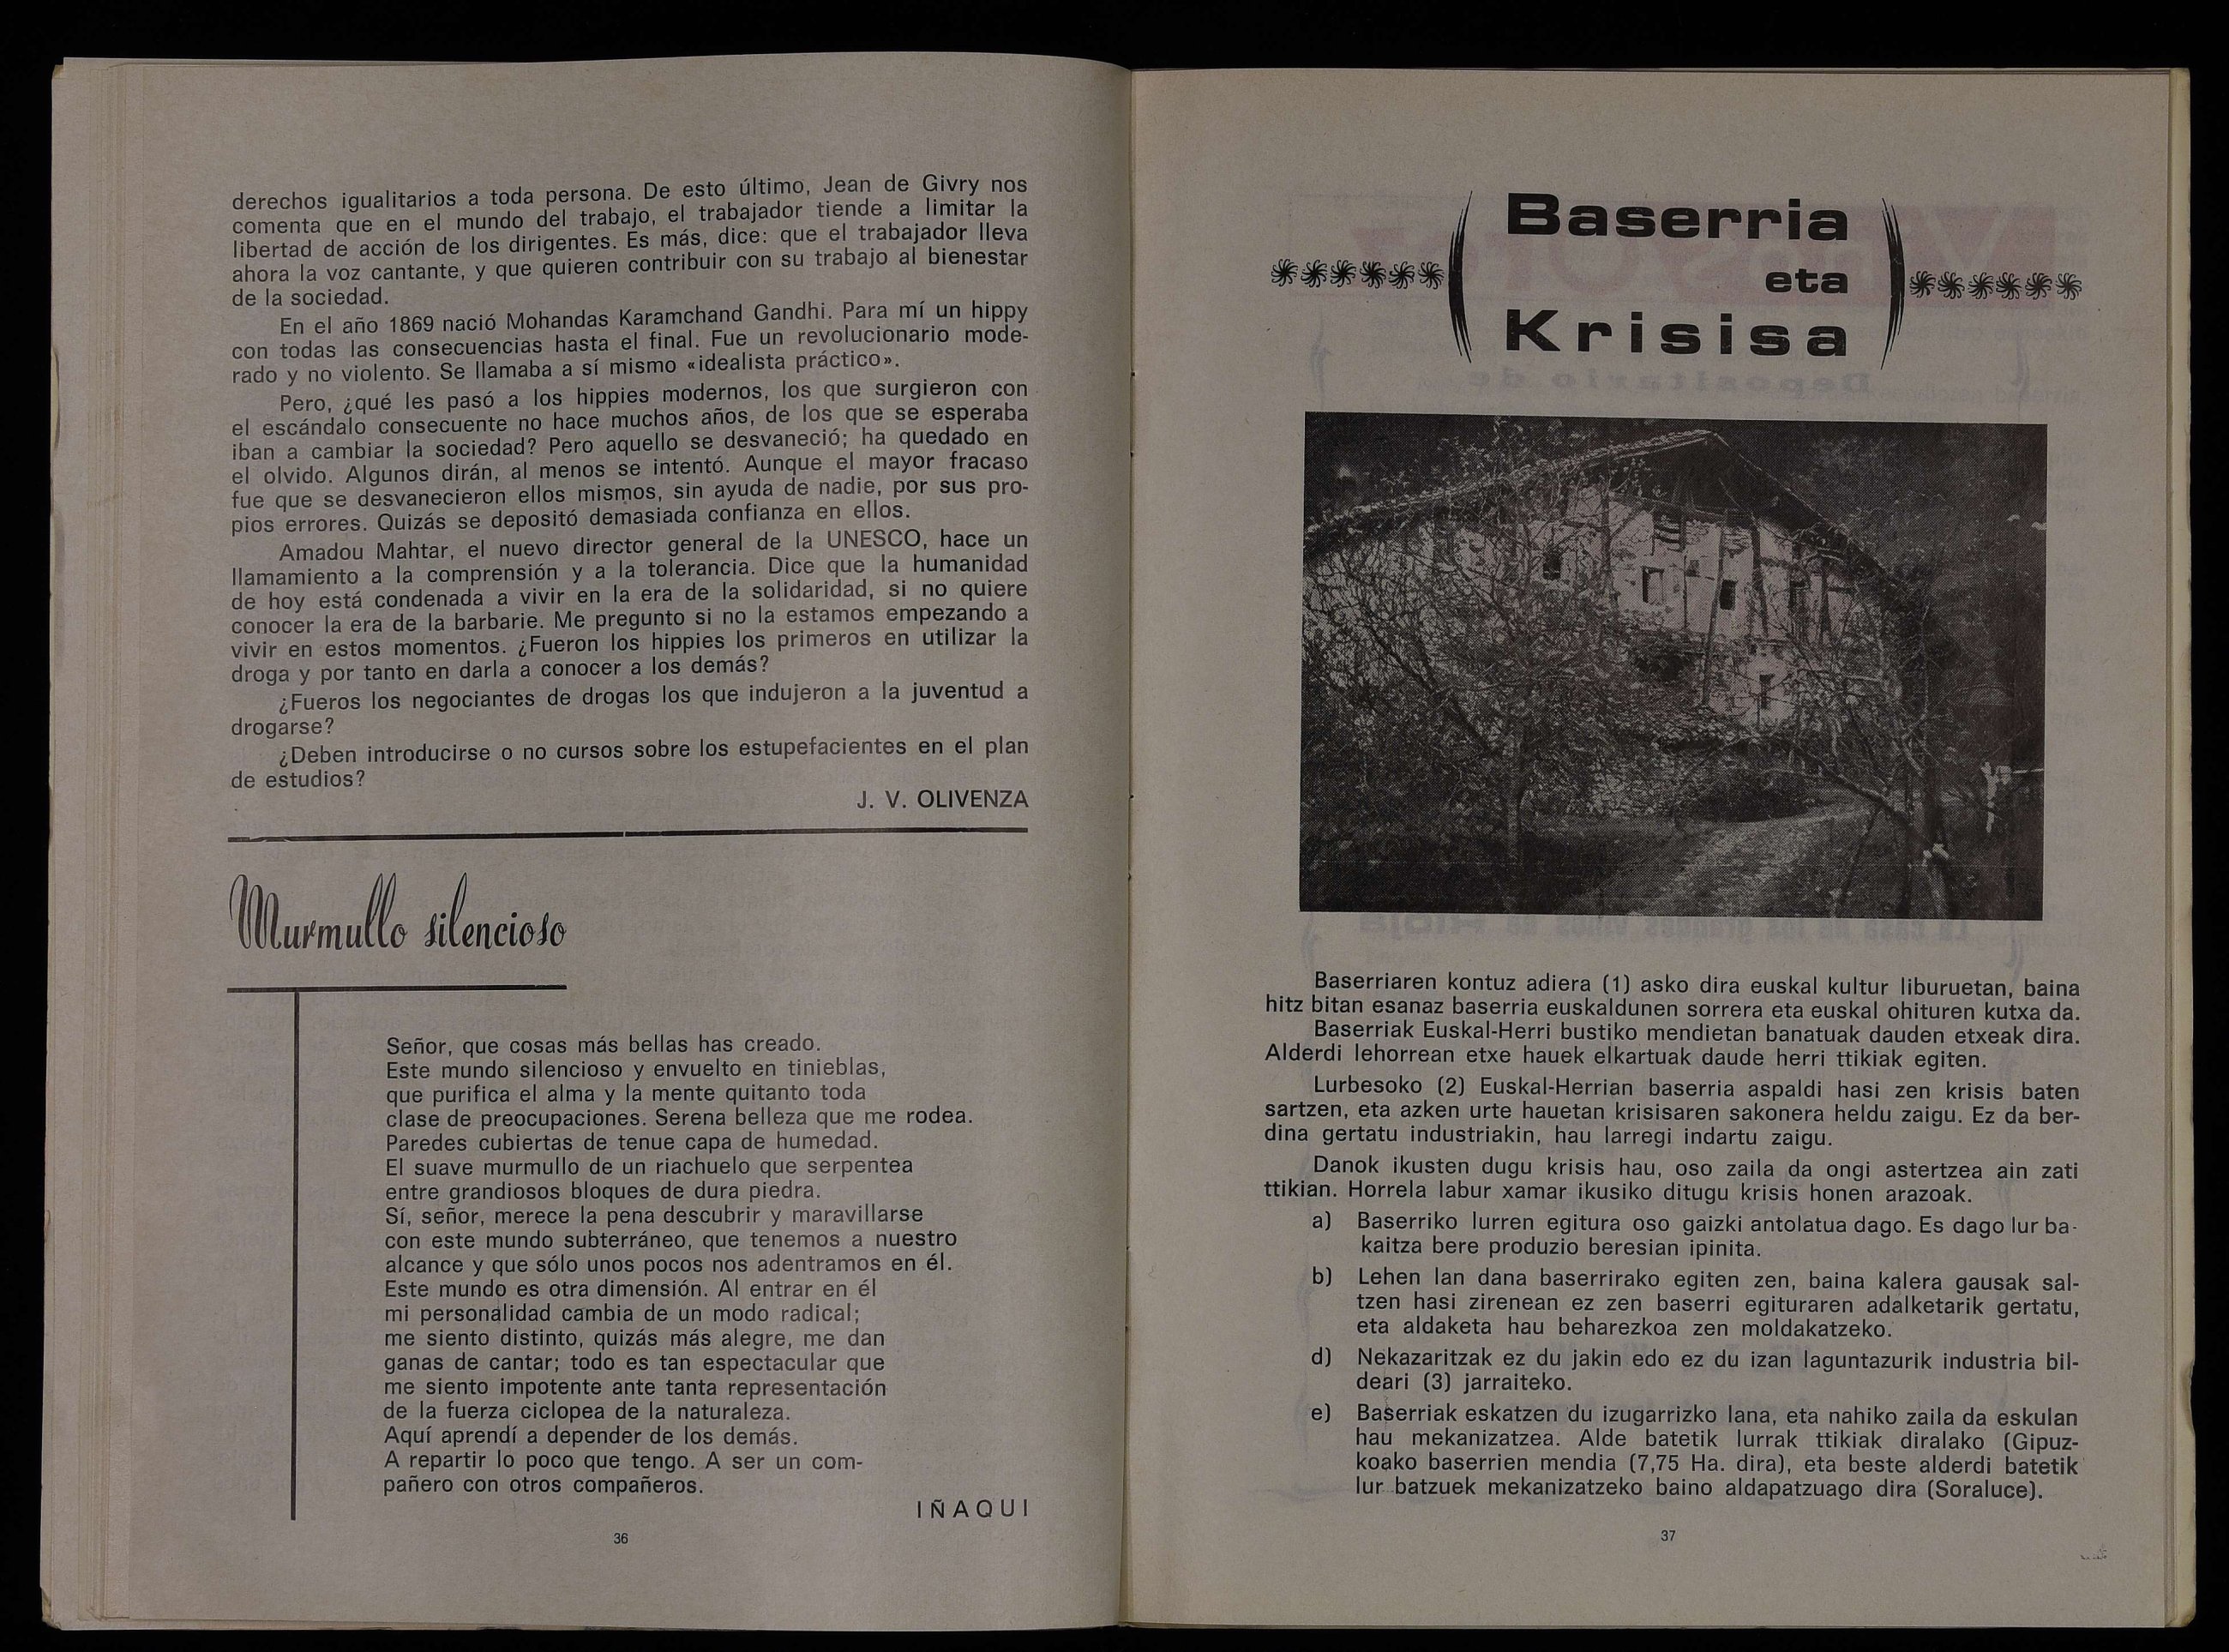 derechos igualitarios a toda persona. De esto último, Jean de Givry nos
comenta que en el mundo del trabajo, el trabajador tiende a limitar la
libertad de acción de los dirigentes. Es más, dice: que el trabajador lleva
ahora la voz cantante, y que quieren contribuir con su trabajo al bienestar
de la sociedad.
En el año 1869 nació Mohandas Karamchand Gandhi. Para mí un hippy
con todas las consecuencias hasta el final. Fue un revolucionario mode-
rado y no violento. Se llamaba a sí mismo «idealista práctico».
Pero, ¿qué les pasó a los hippies modernos, los que surgieron con
el escándalo consecuente no hace muchos años, de los que se esperaba
iban a cambiar la sociedad? Pero aquello se desvaneció; ha quedado en
el olvido. Algunos dirán, al menos se intentó. Aunque el mayor fracaso
fue que se desvanecieron ellos mismos, sin ayuda de nadie, por sus pro-
pios errores. Quizás se depositó demasiada confianza en ellos.
Amadou Mahtar, el nuevo director general de la UNESCO, hace un
llamamiento a la comprensión y a la tolerancia. Dice que la humanidad
de hoy está condenada a vivir en la era de la solidaridad, si no quiere
conocer la era de la barbarie. Me pregunto si no la estamos empezando a
vivir en estos momentos. ¿Fueron los hippies los primeros en utilizar la
droga y por tanto en darla a conocer a los demás?
¿Fueros los negociantes de drogas los que indujeron a la juventud a
drogarse?
¿Deben introducirse o no cursos sobre los estupefacientes en el plan
de estudios?
J. V. OLIVENZA
Murmullo silencioso
Señor, que cosas más bellas has creado.
Este mundo silencioso y envuelto en tinieblas,
que purifica el alma y la mente quitanto toda
clase de preocupaciones. Serena belleza que me rodea.
Paredes cubiertas de tenue capa de humedad.
El suave murmullo de un riachuelo que serpentea
entre grandiosos bloques de dura piedra.
Sí, señor, merece la pena descubrir y maravillarse
con este mundo subterráneo, que tenemos a nuestro
alcance y que sólo unos pocos nos adentramos en él.
Este mundo es otra dimensión. Al entrar en él
mi personalidad cambia de un modo radical;
me siento distinto, quizás más alegre, me dan
ganas de cantar; todo es tan espectacular que
me siento impotente ante tanta representación
de la fuerza ciclopea de la naturaleza.
Aquí aprendí a depender de los demás.
A repartir lo poco que tengo. A ser un com-
pañero con otros compañeros.
IÑAQUI
36
Baserria
eta
Krisisa
Baserriaren kontuz adiera (1) asko dira euskal kultur liburuetan, baina
hitz bitan esanaz baserria euskaldunen sorrera eta euskal ohituren kutxa da.
Baserriak Euskal-Herri bustiko mendietan banatuak dauden etxeak dira.
Alderdi lehorrean etxe hauek elkartuak daude herri ttikiak egiten.
Lurbesoko (2) Euskal-Herrian baserria aspaldi hasi zen krisis baten
sartzen, eta azken urte hauetan krisisaren sakonera heldu zaigu. Ez da ber-
dina gertatu industriakin, hau larregi indartu zaigu.
Danok ikusten dugu krisis hau, oso zaila da ongi astertzea ain zati
ttikian. Horrela labur xamar ikusiko ditugu krisis honen arazoak.
a) Baserriko lurren egitura oso gaizki antolatua dago. Es dago lur ba-
kaitza bere produzio beresian ipinita.
b) Lehen lan dana baserrirako egiten zen, baina kalera gausak sal-
tzen hasi zirenean ez zen baserri egituraren adalketarik gertatu,
eta aldaketa hau beharezkoa zen moldakatzeko.
d) Nekazaritzak ez du jakin edo ez du izan laguntazurik industria bil-
deari (3) jarraiteko.
e) Baserriak eskatzen du izugarrizko lana, eta nahiko zaila da eskulan
hau mekanizatzea. Alde batetik lurrak ttikiak diralako (Gipuz-
koako baserrien mendia (7,75 Ha. dira), eta beste alderdi batetik
lur batzuek mekanizatzeko baino aldapatzuago dira (Soraluce).
37